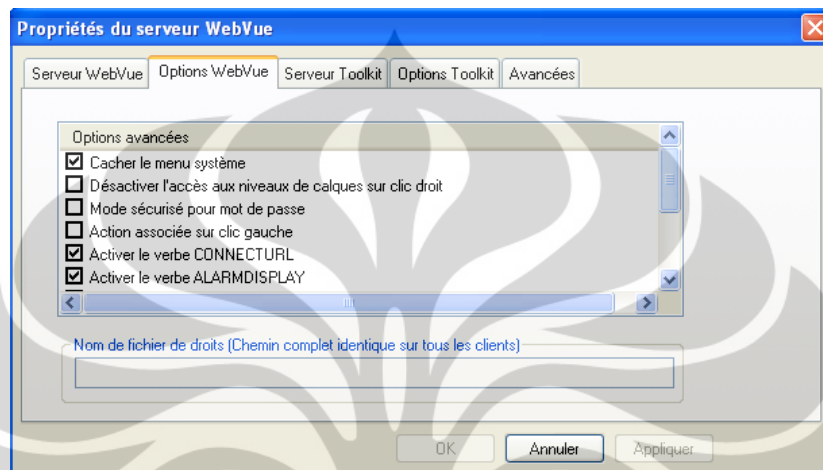 Propriétés du serveur WebVue
Serveur WebVue Options WebVue Serveur Toolkit Options Toolkit Avancées
Options avancées
Cacher le menu système
Désactiver l'accès aux niveaux de calques sur clic droit
Mode sécurisé pour mot de passe
Action associée sur clic gauche
Activer le verbe CONNECTURL
Activer le verbe ALARMDISPLAY
Nom de fichier de droits (Chemin complet identique sur tous les clients)
OK Annuler Appliquer